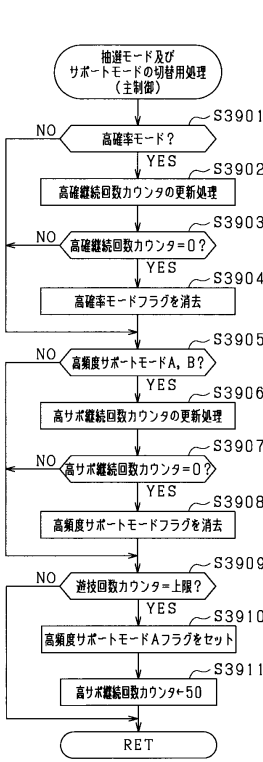 抽選モード及び
サポートモードの切替用処理
(主制御)
S3901
NO
高確率モード?
YES
S3902
高確継続回数カウンタの更新処理
S3903
NO
高確継続回数カウンタ=0?
YES
S3904
高確率モードフラグを消去
S3905
NO
高頻度サポートモードA, B?
YES
S3906
高サポ継続回数カウンタの更新処理
S3907
NO
高サポ継続回数カウンタ=0?
YES
S3908
高頻度サポートモードフラグを消去
S3909
NO
遊技回数カウンタ=上限?
YES
S3910
高頻度サポートモードAフラグをセット
S3911
高サポ継続回数カウンタ←50
RET